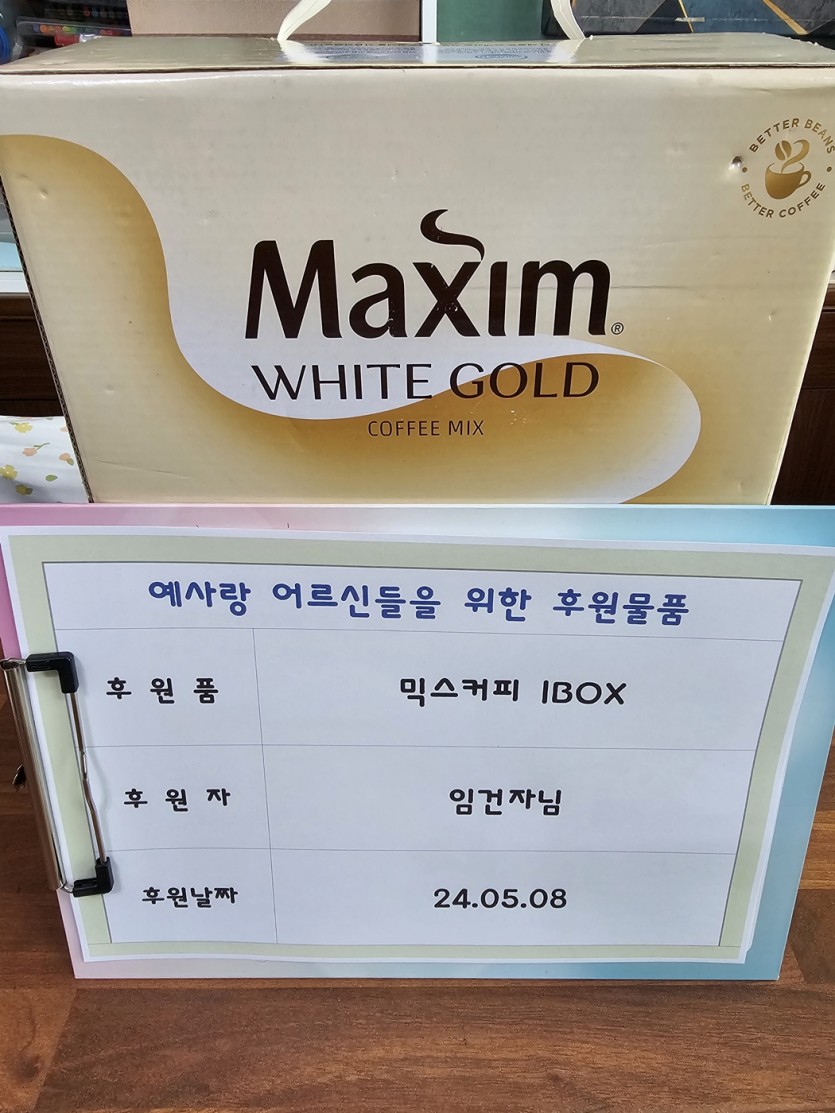 BETTER BEANS
BETTER COFFEE
Maxim®
WHITE GOLD
COFFEE MIX
예사랑 어르신들을 위한 후원물품
후 원 품 믹스커피 1BOX
후 원 자 임건자님
후원날짜 24.05.08